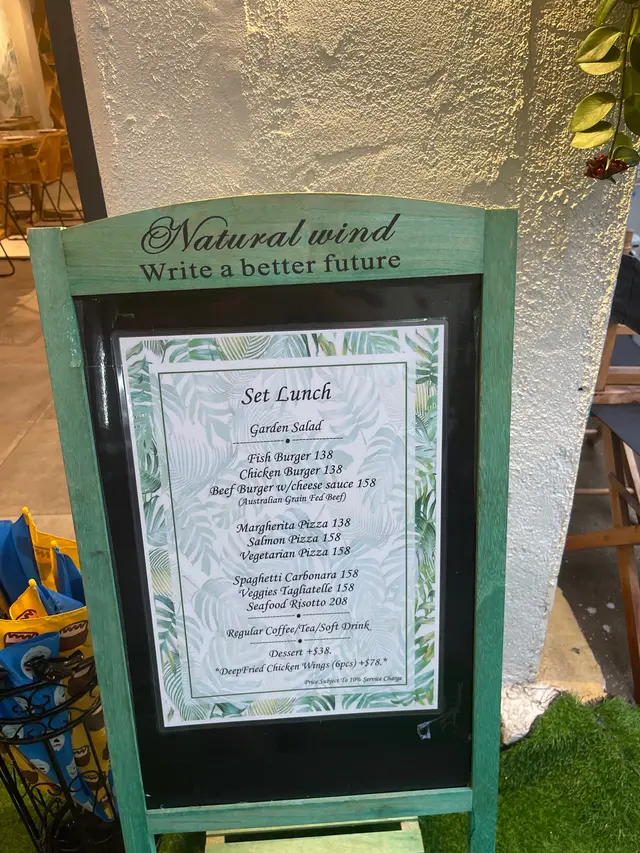 Natural wind
Write a better future
Set Lunch
Garden Salad
Fish Burger 138
Chicken Burger 138
Beef Burger w/cheese sauce 158
(Australian Grain Fed Beef)
Margherita Pizza 138
Salmon Pizza 158
Vegetarian Pizza 158
Spaghetti Carbonara 158
Veggies Tagliatelle 158
Seafood Risotto 208
Regular Coffee/Tea/Soft Drink
Dessert +$38.
*DeepFried Chicken Wings (6pcs) +$78.*
Price Subject To 10% Service Charge